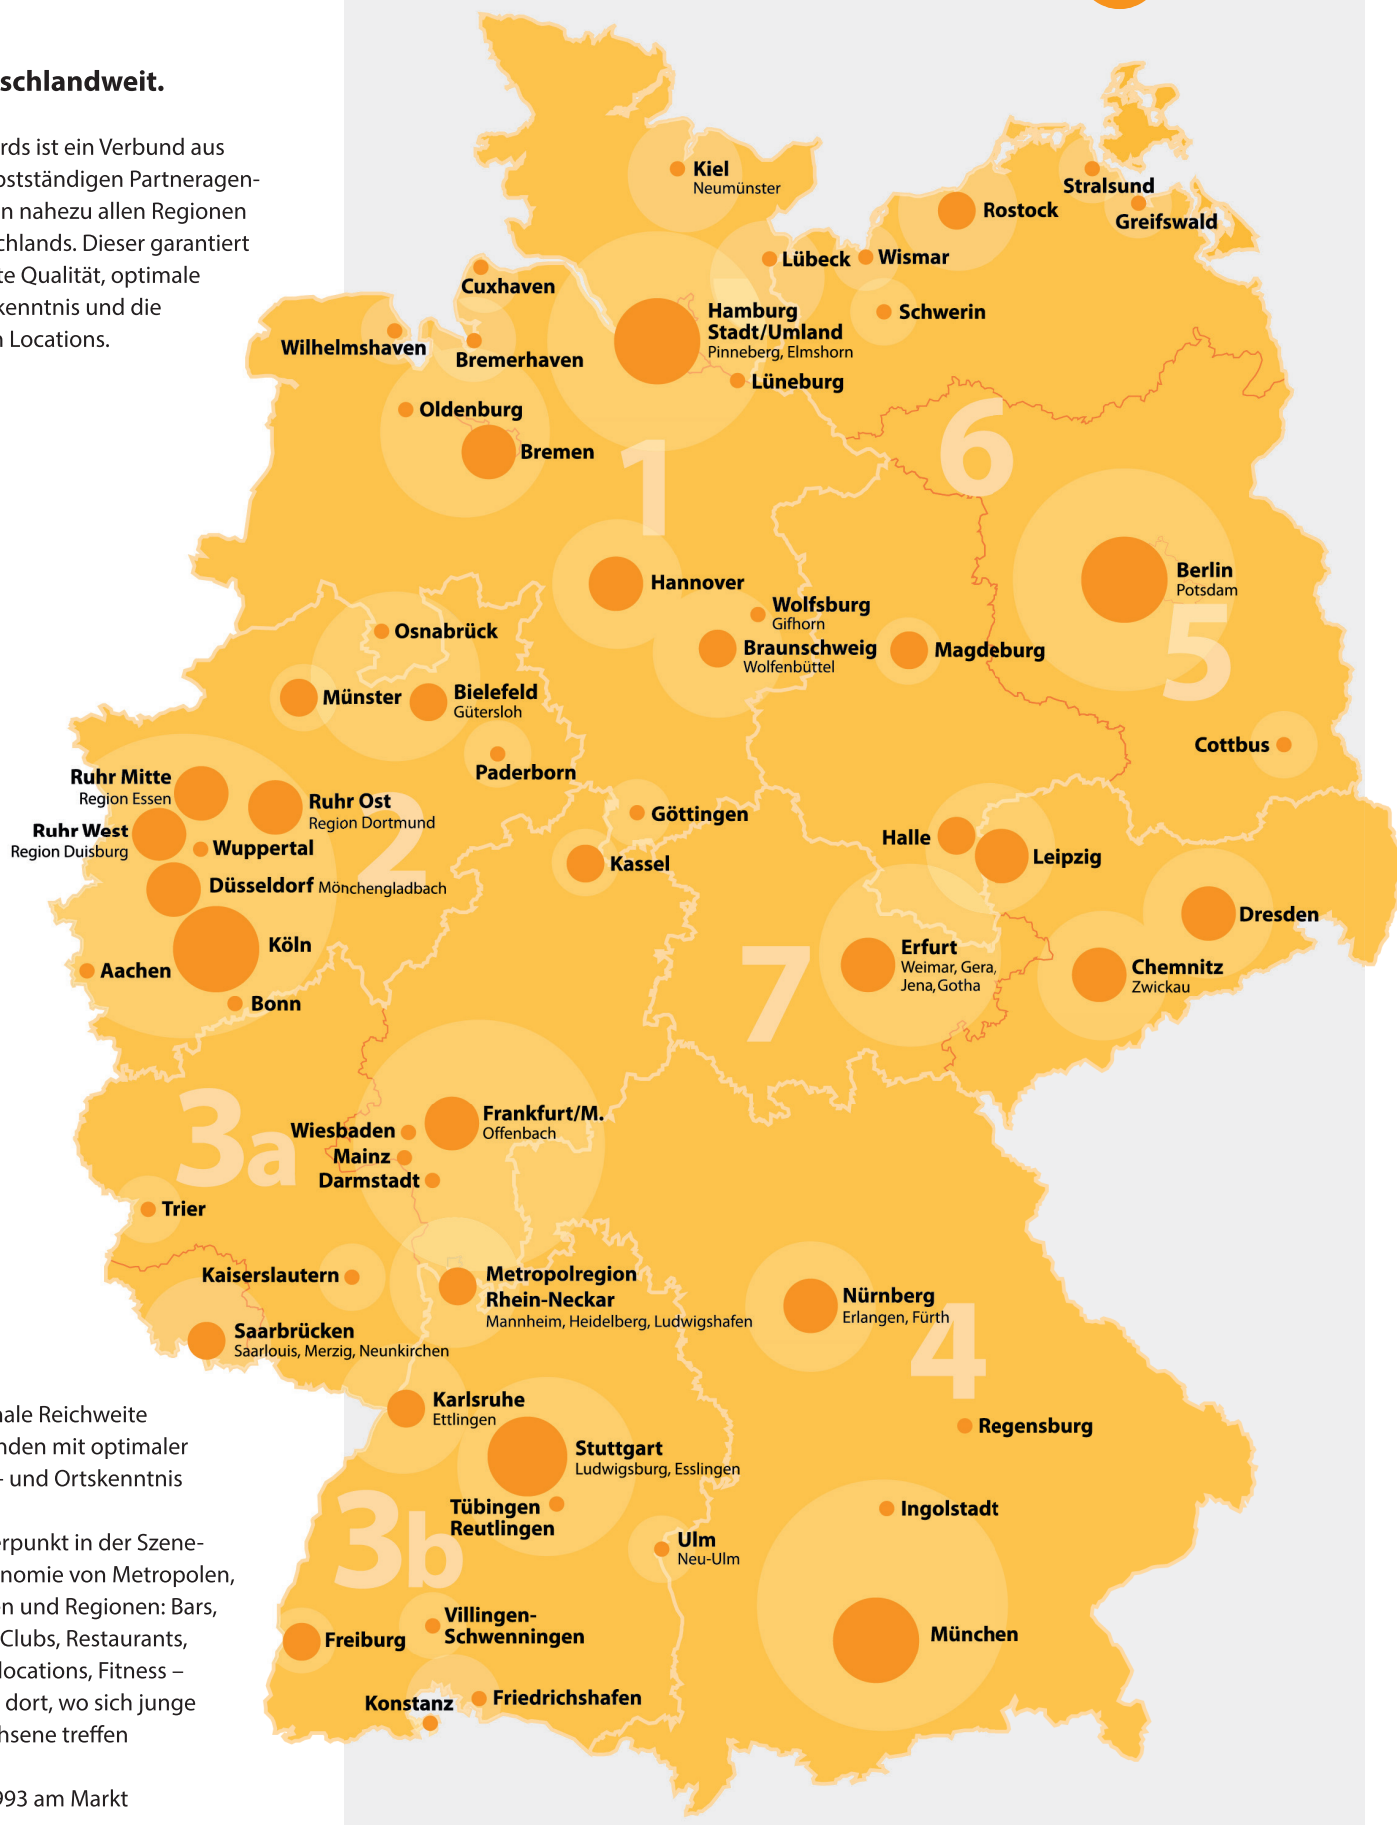 schlandweit.
rds ist ein Verbund aus
bstständigen Partneragen-
n nahezu allen Regionen
chlands. Dieser garantiert
te Qualität, optimale
kenntnis und die
n Locations.
Kiel
Neumünster
Stralsund
Rostock
Greifswald
Lübeck
Wismar
Cuxhaven
Schwerin
Hamburg
Stadt/Umland
Pinneberg, Elmshorn
Wilhelmshaven
Bremerhaven
Lüneburg
Oldenburg
Bremen
1
6
Hannover
Berlin
Potsdam
5
Wolfsburg
Gifhorn
Osnabrück
Braunschweig
Wolfenbüttel
Magdeburg
Münster
Bielefeld
Gütersloh
Cottbus
Paderborn
Ruhr Mitte
Region Essen
Ruhr Ost
Region Dortmund
2
Göttingen
Ruhr West
Region Duisburg
Wuppertal
Halle
Leipzig
Kassel
Düsseldorf Mönchengladbach
Dresden
Köln
Erfurt
Weimar, Gera,
Jena, Gotha
7
Aachen
Chemnitz
Zwickau
Bonn
3a
Frankfurt/M.
Offenbach
Wiesbaden
Mainz
Darmstadt
Trier
Kaiserslautern
Metropolregion
Rhein-Neckar
Mannheim, Heidelberg, Ludwigshafen
Nürnberg
Erlangen, Fürth
4
Saarbrücken
Saarlouis, Merzig, Neunkirchen
Karlsruhe
Ettlingen
Regensburg
Stuttgart
Ludwigsburg, Esslingen
Tübingen
Reutlingen
Ingolstadt
3b
Ulm
Neu-Ulm
Villingen-
Schwenningen
Freiburg
München
Friedrichshafen
Konstanz
nale Reichweite
nden mit optimaler
- und Ortskenntnis
erpunkt in der Szene-
nomie von Metropolen,
en und Regionen: Bars,
Clubs, Restaurants,
locations, Fitness –
dort, wo sich junge
hsene treffen
993 am Markt